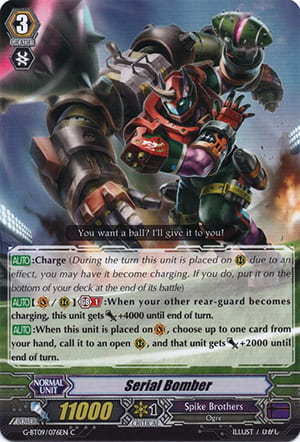 3
GRADE
You want a ball? I'll give it to you!
AUTO:Charge (During the turn this unit is placed on due to an
effect, you may have it become charging. If you do, put it on
the bottom of your deck at the end of its battle)
AUTO[ / ] GB 1:When your other rear-guard becomes
charging, this unit gets +4000 until end of turn.
AUTO:When this unit is placed on , choose up to one card from
your hand, call it to an open , and that unit gets +2000 until
end of turn.
NORMAL
UNIT
Serial Bomber
POWER
11000
1
CRITICAL
Spike Brothers
Ogre
G-BT09/076EN C
ILLUST